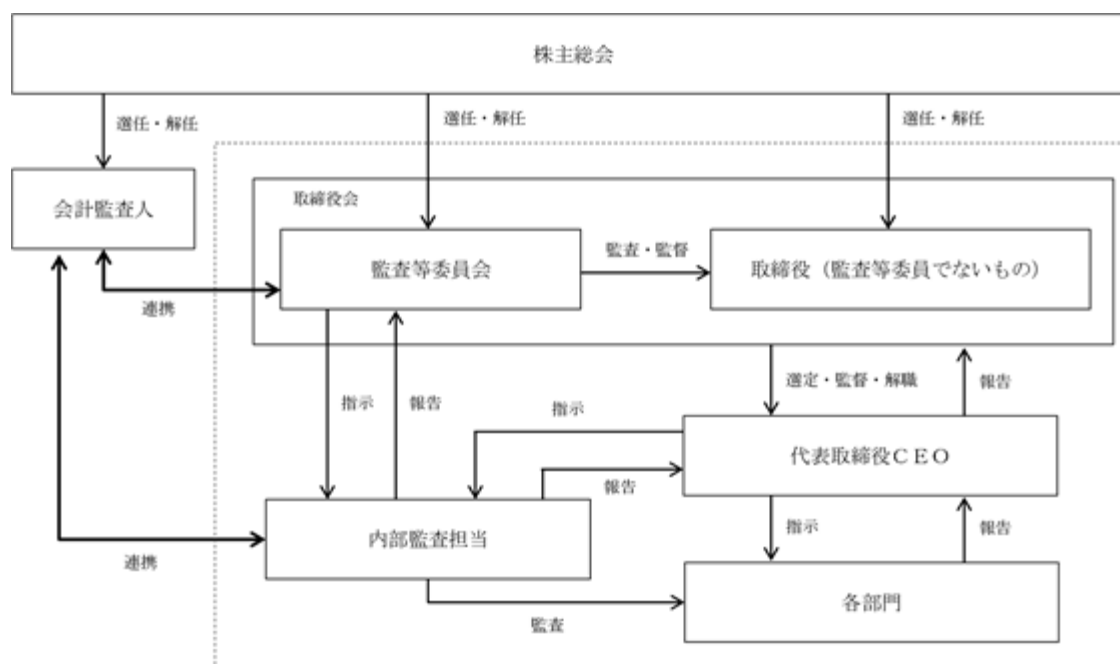 株主総会
選任・解任
選任・解任
選任・解任
会計監査人
取締役会
監査等委員会
監査・監督
取締役（監査等委員でないもの）
連携
指示
報告
選定・監督・解職
報告
指示
代表取締役ＣＥＯ
報告
内部監査担当
指示
報告
連携
各部門
監査